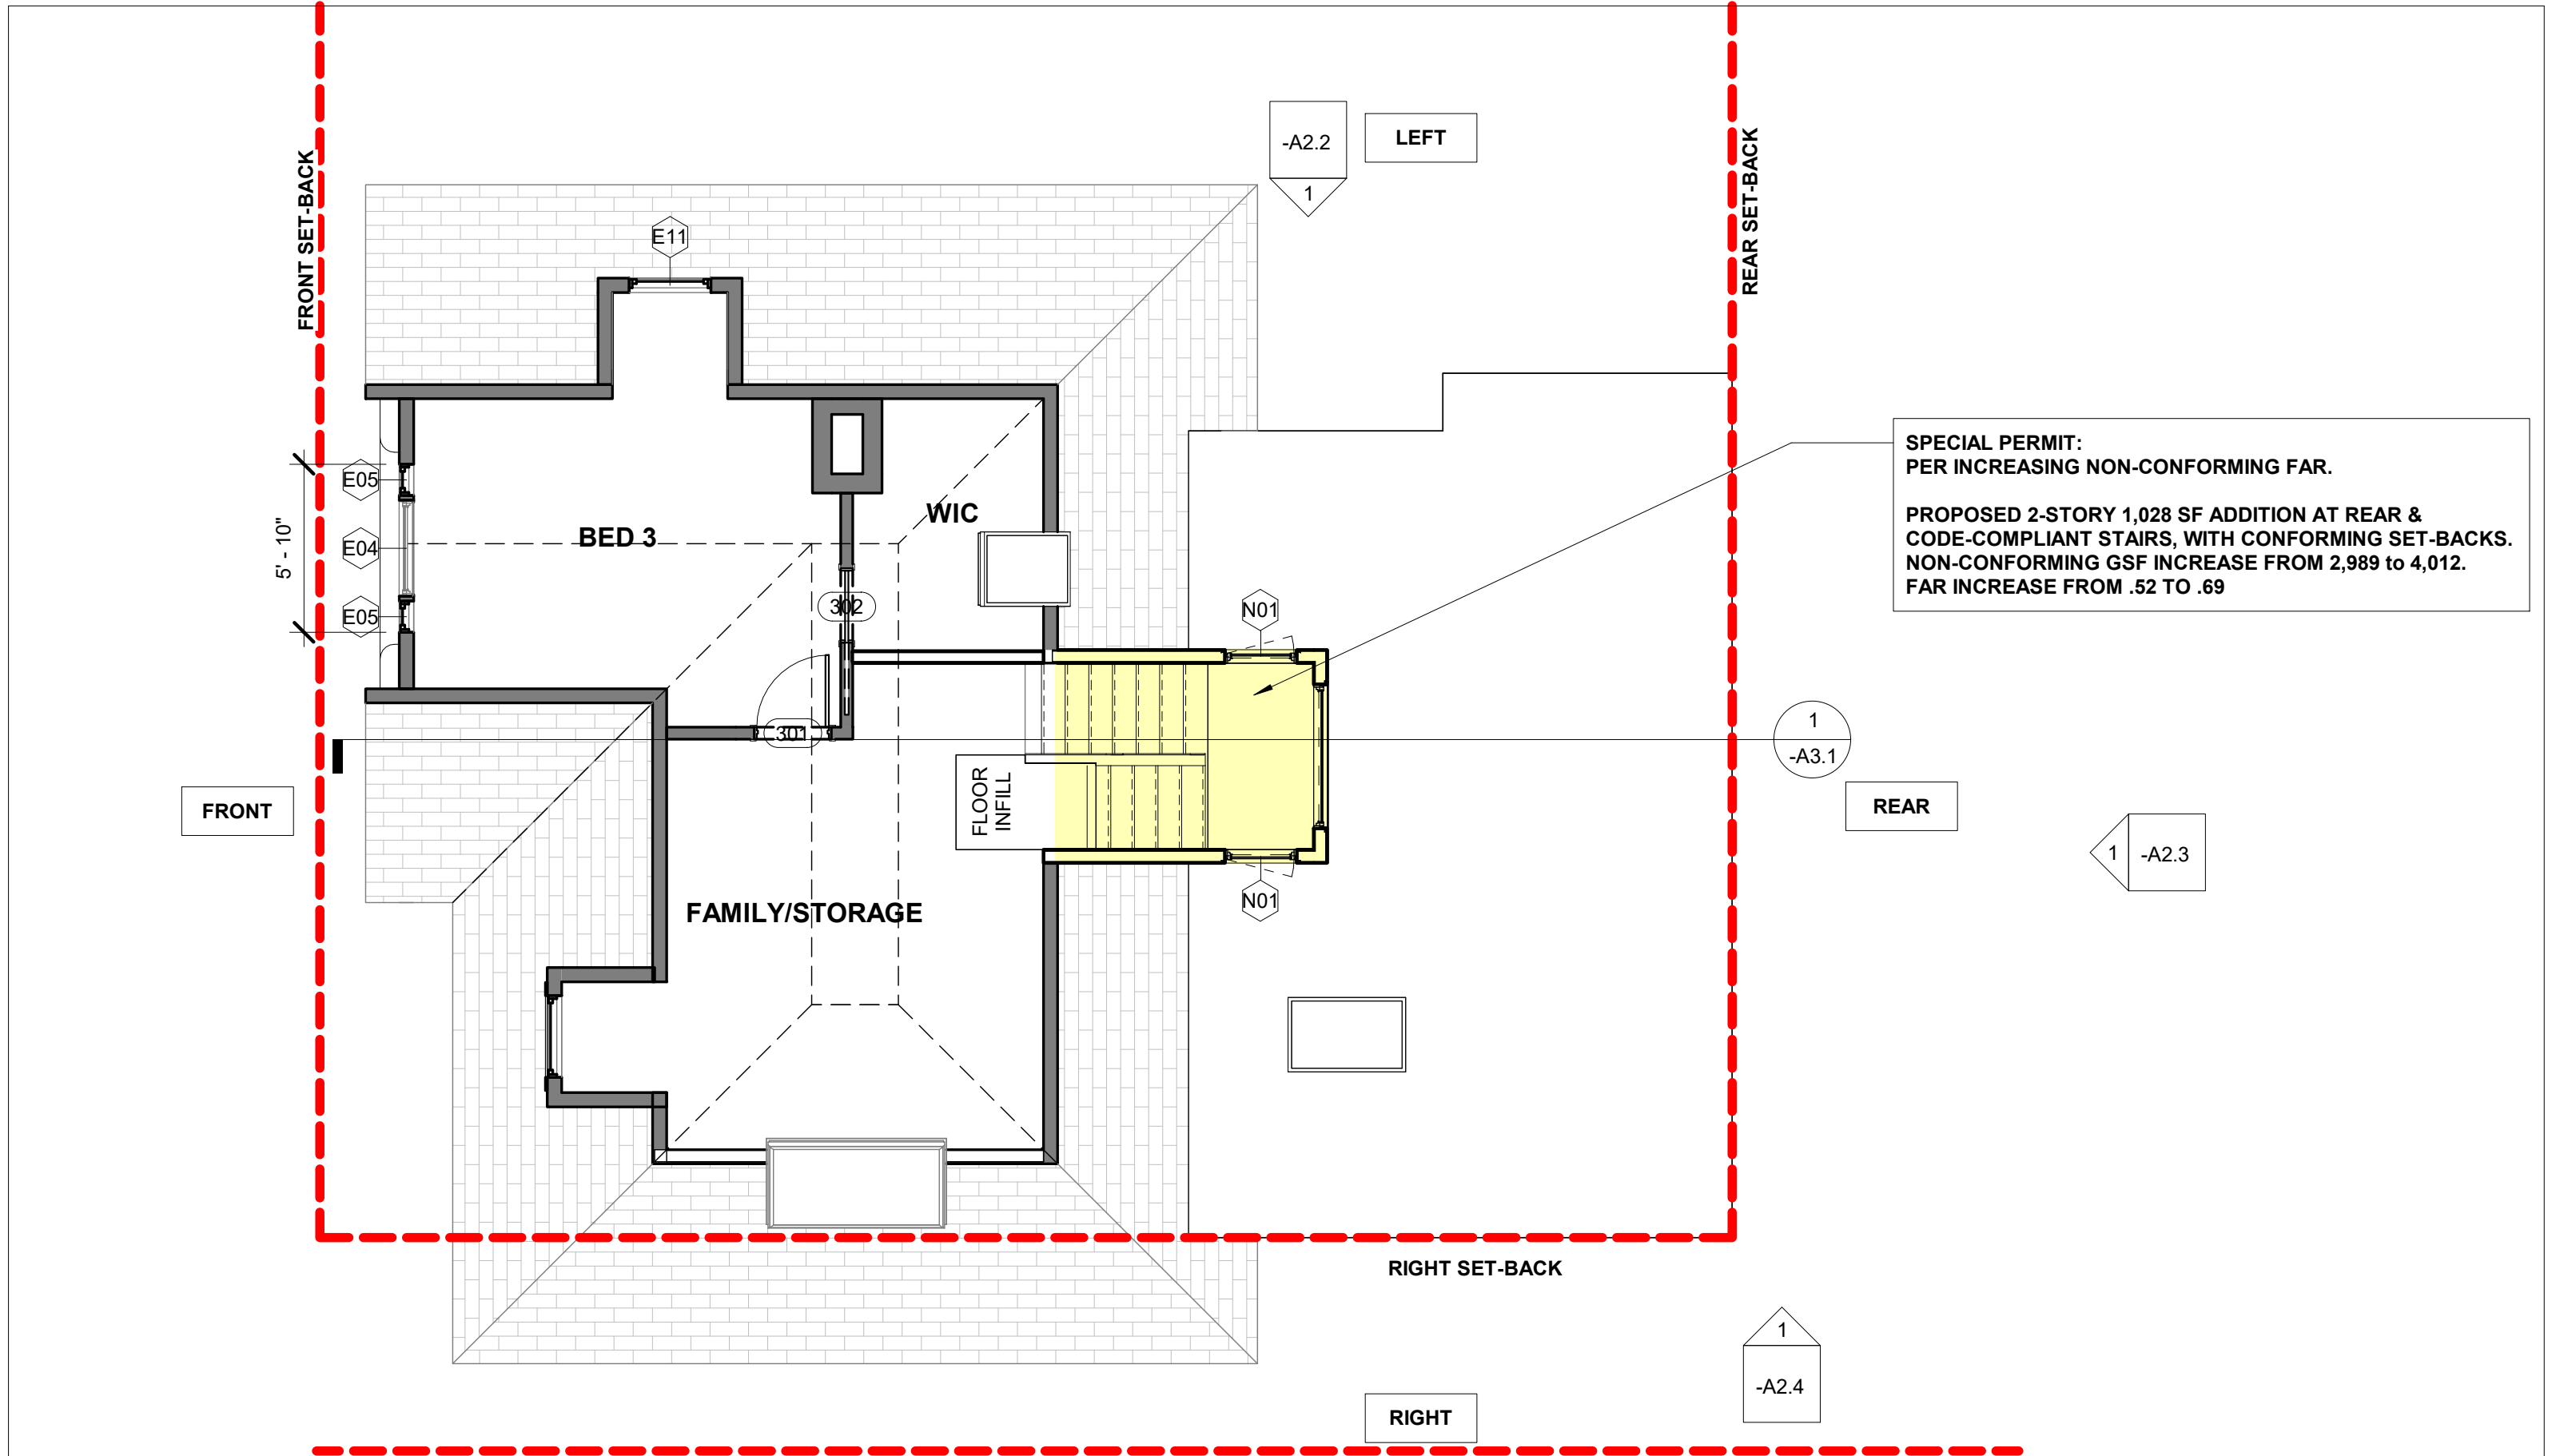 -A2.2
1
LEFT
FRONT SET-BACK
REAR SET-BACK
E11
SPECIAL PERMIT:
PER INCREASING NON-CONFORMING FAR.
PROPOSED 2-STORY 1,028 SF ADDITION AT REAR &
CODE-COMPLIANT STAIRS, WITH CONFORMING SET-BACKS.
NON-CONFORMING GSF INCREASE FROM 2,989 to 4,012.
FAR INCREASE FROM .52 TO .69
E05
E04
E05
5' - 10"
BED 3
WIC
302
N01
301
1
-A3.1
FRONT
FLOOR
INFILL
REAR
1
-A2.3
N01
FAMILY/STORAGE
RIGHT SET-BACK
1
-A2.4
RIGHT